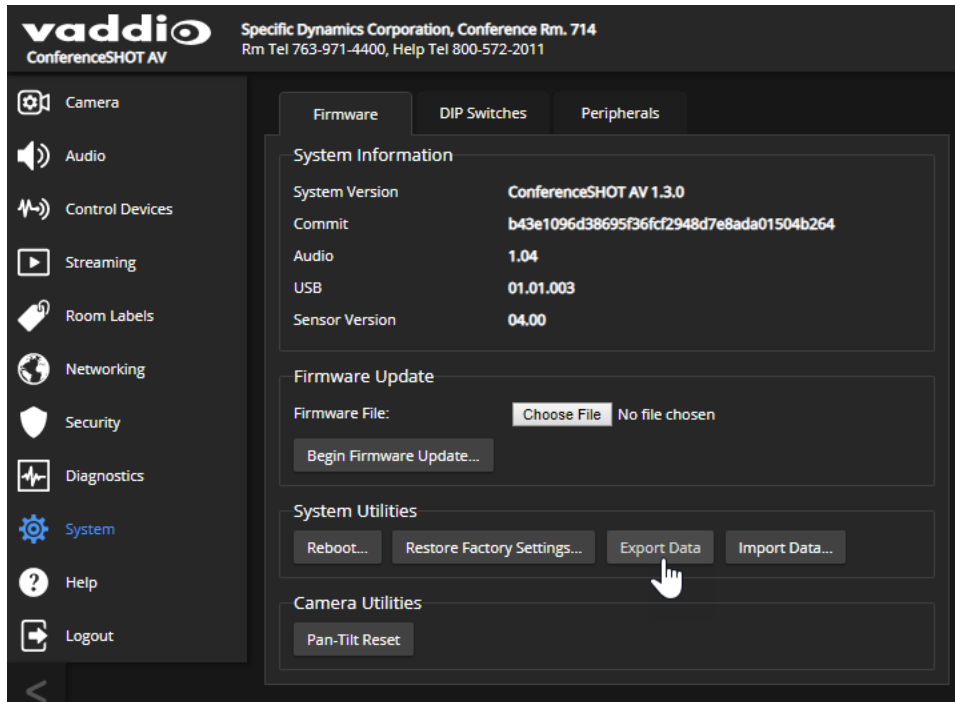 vaddio
ConferenceSHOT AV
Specific Dynamics Corporation, Conference Rm. 714
Rm Tel 763-971-4400, Help Tel 800-572-2011
Camera
Audio
Control Devices
Streaming
Room Labels
Networking
Security
Diagnostics
System
Help
Logout
<
Firmware DIP Switches Peripherals
System Information
System Version ConferenceSHOT AV 1.3.0
Commit b43e1096d38695f36fcf2948d7e8ada01504b264
Audio 1.04
USB 01.01.003
Sensor Version 04.00
Firmware Update
Firmware File: Choose File No file chosen
Begin Firmware Update...
System Utilities
Reboot... Restore Factory Settings... Export Data Import Data...
Camera Utilities
Pan-Tilt Reset